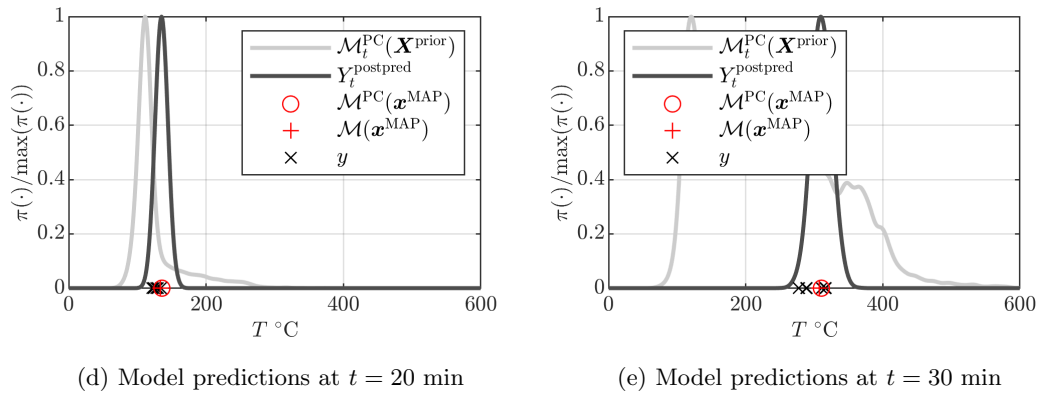 1
0.8
0.6
0.4
0.2
0
π(·)/max(π(·))
ℳ_t^PC(X^prior)
Y_t^postpred
ℳ^PC(x^MAP)
ℳ(x^MAP)
y
0 200 400 600
T °C
(d) Model predictions at t = 20 min
1
0.8
0.6
0.4
0.2
0
π(·)/max(π(·))
ℳ_t^PC(X^prior)
Y_t^postpred
ℳ^PC(x^MAP)
ℳ(x^MAP)
y
0 200 400 600
T °C
(e) Model predictions at t = 30 min